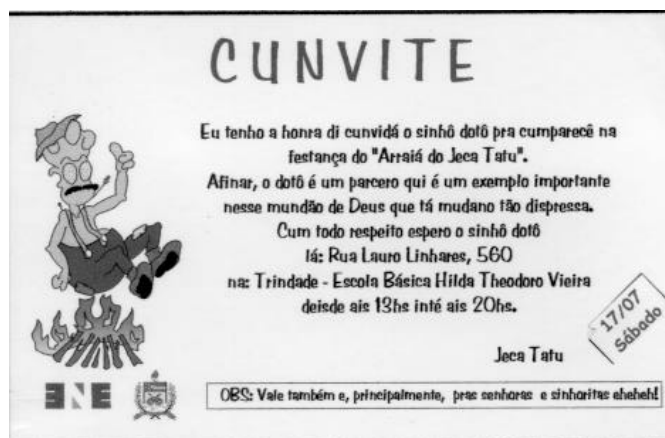 CUNVITE
Eu tenho a honra di cunvidá o sinhô dotô pra cumparecê na
festança do "Arraiá do Jeca Tatu".
Afinar, o dotô é um parcero qui é um exemplo importante
nesse mundão de Deus que tá mudano tão dispressa.
Cum todo respeito espero o sinhô dotô
lá: Rua Lauro Linhares, 560
na: Trindade - Escola Básica Hilda Theodoro Vieira
deisde ais 13hs inté ais 20hs.
17/07
Sábado
Jeca Tatu
ENE
OBS: Vale também e, principalmente, pras senhoras e sinhoritas eheheh!